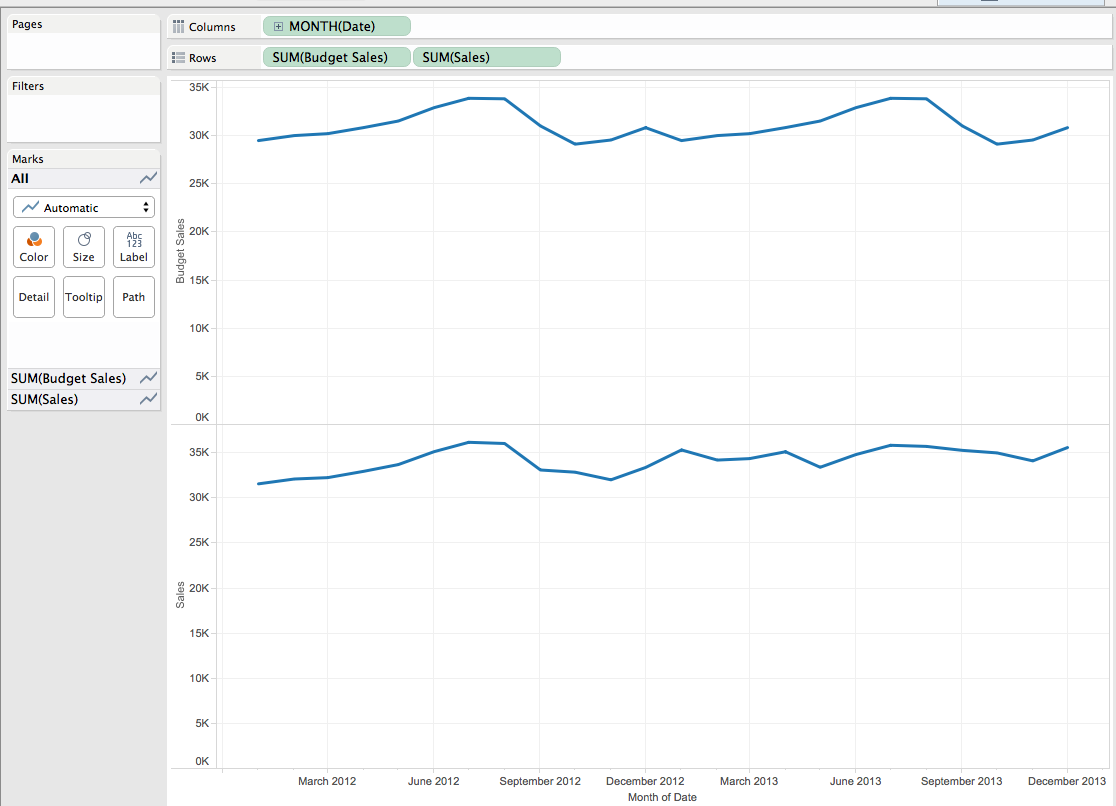 Pages
Filters
Marks
All
Automatic
Color
Size
Abc
123
Label
Detail
Tooltip
Path
SUM(Budget Sales)
SUM(Sales)
Columns
MONTH(Date)
Rows
SUM(Budget Sales) SUM(Sales)
35K
30K
25K
20K
15K
10K
5K
0K
Budget Sales
35K
30K
25K
20K
15K
10K
5K
0K
Sales
March 2012 June 2012 September 2012 December 2012 March 2013 June 2013 September 2013 December 2013
Month of Date